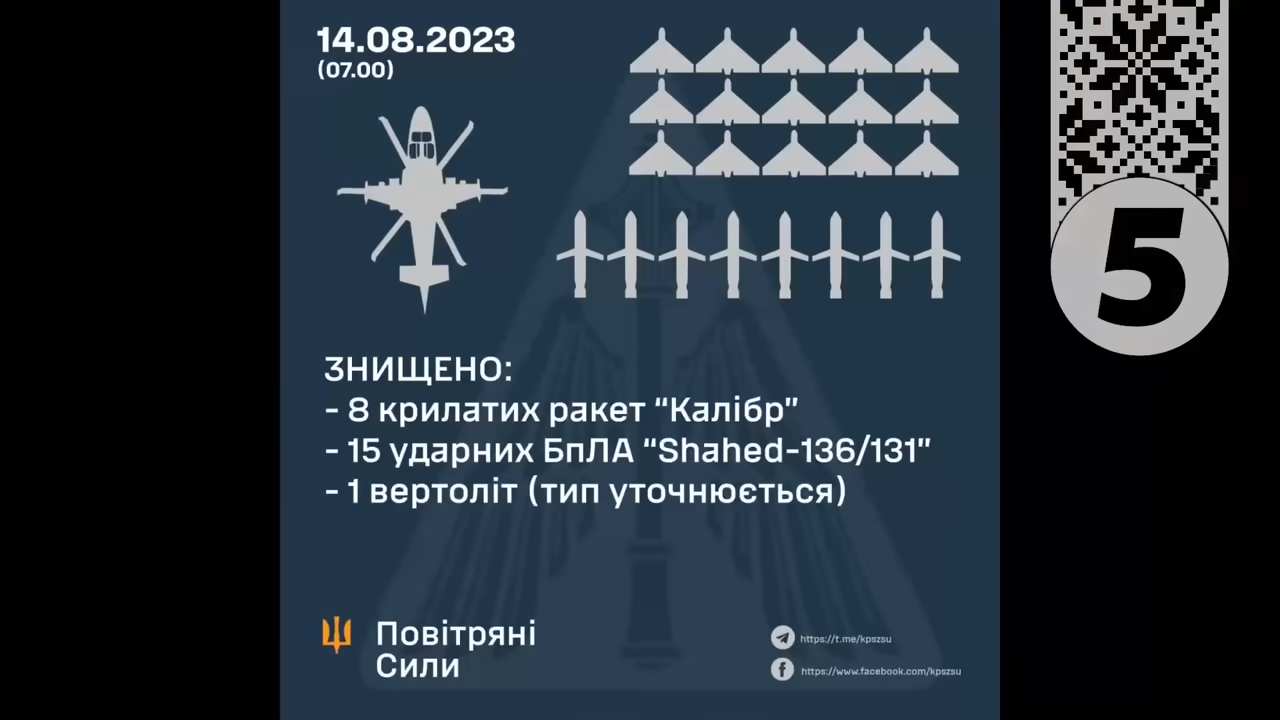 14.08.2023
(07.00)
ЗНИЩЕНО:
- 8 крилатих ракет “Калібр”
- 15 ударних БпЛА “Shahed-136/131”
- 1 вертоліт (тип уточнюється)
Повітряні
Сили
https://t.me/kpszsu
https://www.facebook.com/kpszsu
5